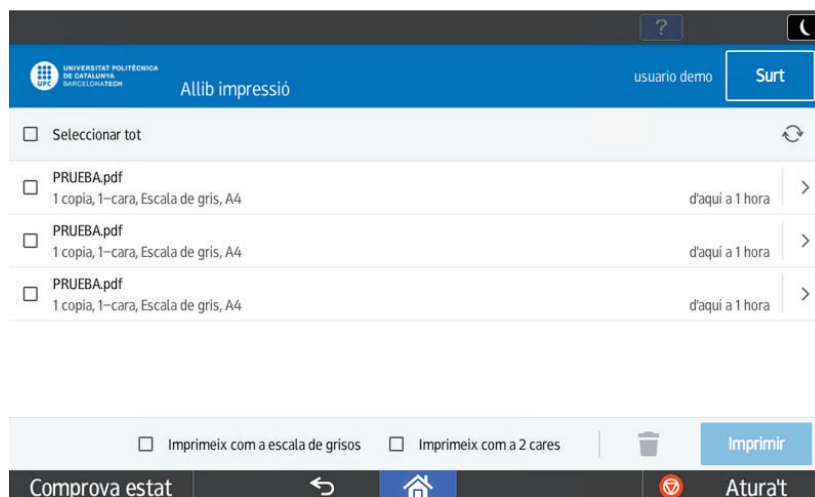 ?
UNIVERSITAT POLITÈCNICA
DE CATALUNYA
BARCELONATECH
UPC
Allib impressió
usuario demo
Surt
Seleccionar tot
PRUEBA.pdf
1 copia, 1-cara, Escala de gris, A4
d'aquí a 1 hora
PRUEBA.pdf
1 copia, 1-cara, Escala de gris, A4
d'aquí a 1 hora
PRUEBA.pdf
1 copia, 1-cara, Escala de gris, A4
d'aquí a 1 hora
Imprimeix com a escala de grisos
Imprimeix com a 2 cares
Imprimir
Comprova estat
Atura't